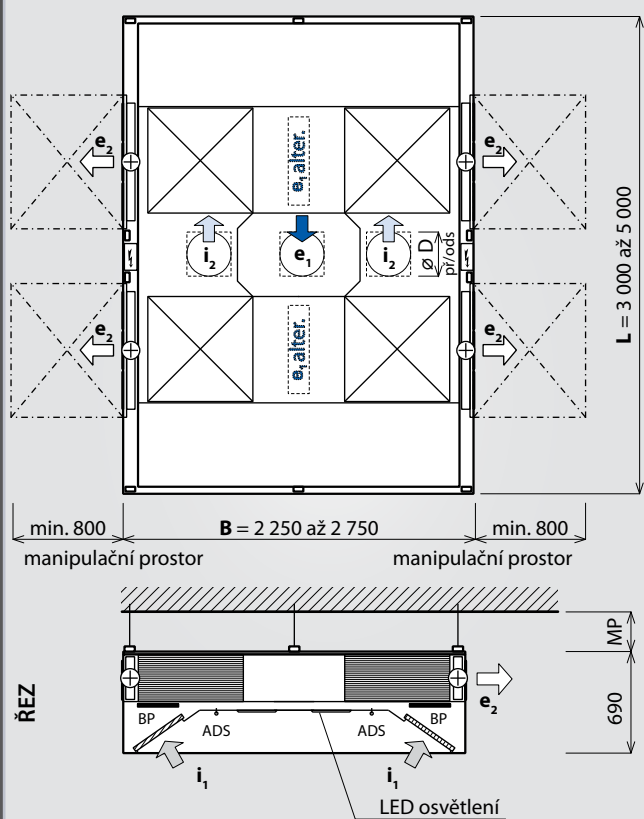 e₂
e₂
e₁ alter.
i₂
e₁
i₂
Ø D
př/ods
e₂
e₂
e₁ alter.
L = 3 000 až 5 000
min. 800
B = 2 250 až 2 750
min. 800
manipulační prostor
manipulační prostor
MP
ŘEZ
e₂
690
BP
ADS
ADS
BP
i₁
i₁
LED osvětlení